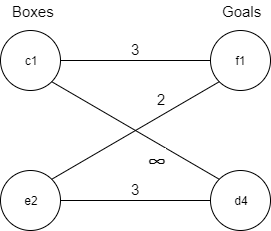 Boxes Goals
c1 3 f1
2
∞
e2 3 d4